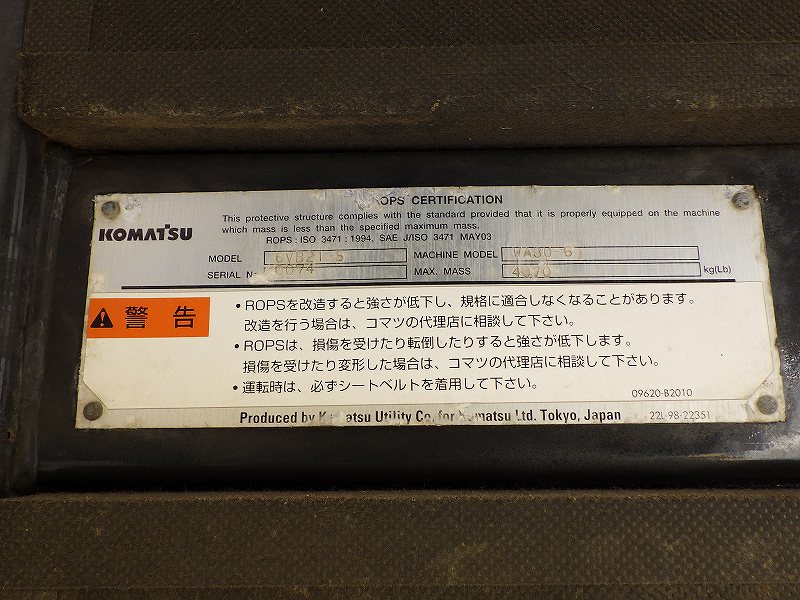 OPS CERTIFICATION
This protective structure complies with the standard provided that it is properly equipped on the machine
which mass is less than the specified maximum mass.
ROPS : ISO 3471 : 1994, SAE J/ISO 3471 MAY03
KOMATSU
MODEL MACHINE MODEL WA30-6
SERIAL N MAX. MASS 4070 kg(Lb)
警告
• ROPSを改造すると強さが低下し、規格に適合しなくなることがあります。
改造を行う場合は、コマツの代理店に相談して下さい。
• ROPSは、損傷を受けたり転倒したりすると強さが低下します。
損傷を受けたり変形した場合は、コマツの代理店に相談して下さい。
• 運転時は、必ずシートベルトを着用して下さい。
09620-B2010
Produced by Komatsu Utility Co. for Komatsu Ltd. Tokyo, Japan
22L-98-22351